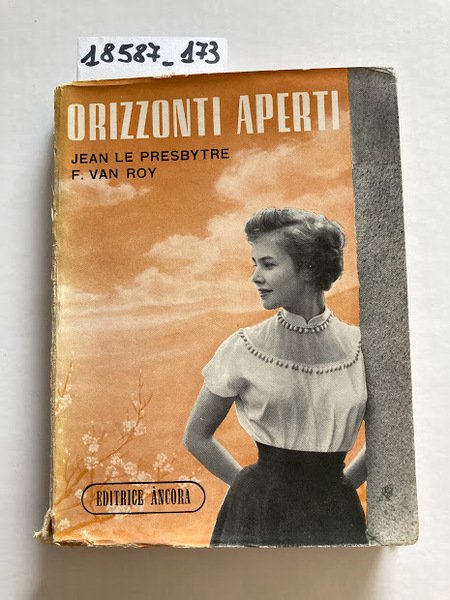 18587_173
ORIZZONTI APERTI
JEAN LE PRESBYTRE
F. VAN ROY
EDITRICE ÀNCORA